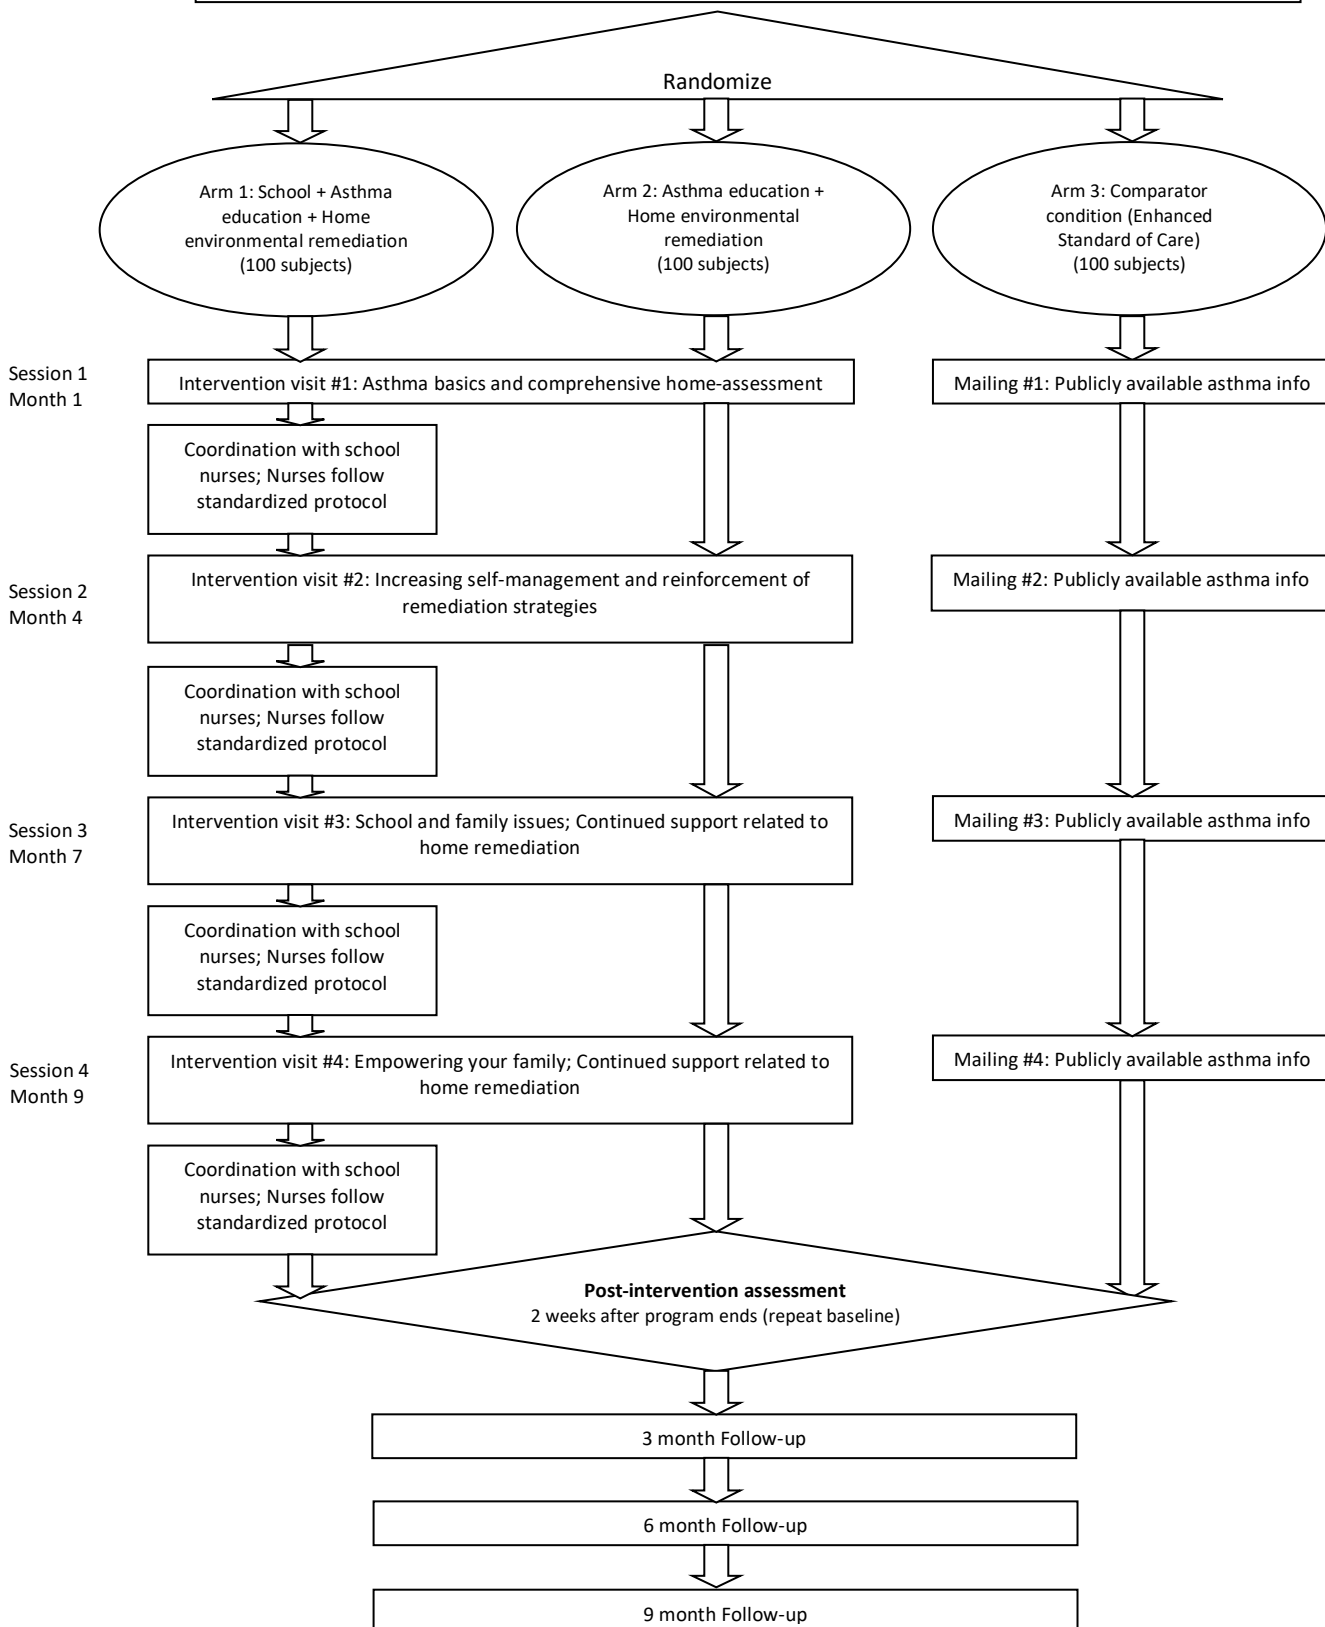 Randomize
Arm 1: School + Asthma
education + Home
environmental remediation
(100 subjects)
Arm 2: Asthma education +
Home environmental
remediation
(100 subjects)
Arm 3: Comparator
condition (Enhanced
Standard of Care)
(100 subjects)
Session 1
Month 1
Intervention visit #1: Asthma basics and comprehensive home-assessment
Mailing #1: Publicly available asthma info
Coordination with school
nurses; Nurses follow
standardized protocol
Session 2
Month 4
Intervention visit #2: Increasing self-management and reinforcement of
remediation strategies
Mailing #2: Publicly available asthma info
Coordination with school
nurses; Nurses follow
standardized protocol
Session 3
Month 7
Intervention visit #3: School and family issues; Continued support related to
home remediation
Mailing #3: Publicly available asthma info
Coordination with school
nurses; Nurses follow
standardized protocol
Session 4
Month 9
Intervention visit #4: Empowering your family; Continued support related to
home remediation
Mailing #4: Publicly available asthma info
Coordination with school
nurses; Nurses follow
standardized protocol
Post-intervention assessment
2 weeks after program ends (repeat baseline)
3 month Follow-up
6 month Follow-up
9 month Follow-up